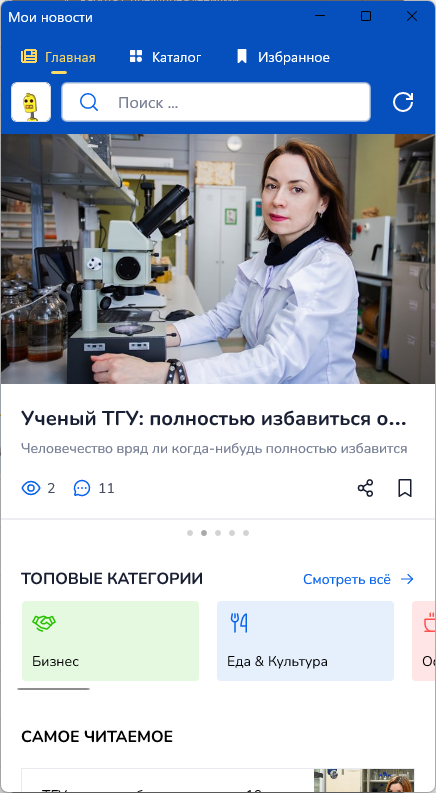 Мои новости
Главная Каталог Избранное
Поиск ...
Ученый ТГУ: полностью избавиться о...
Человечество вряд ли когда-нибудь полностью избавится
2 11
ТОПОВЫЕ КАТЕГОРИИ Смотреть всё
Бизнес Еда & Культура
САМОЕ ЧИТАЕМОЕ